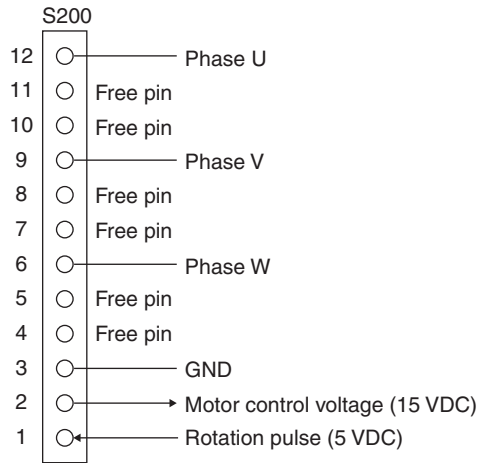 S200
12 Phase U
11 Free pin
10 Free pin
9 Phase V
8 Free pin
7 Free pin
6 Phase W
5 Free pin
4 Free pin
3 GND
2 Motor control voltage (15 VDC)
1 Rotation pulse (5 VDC)